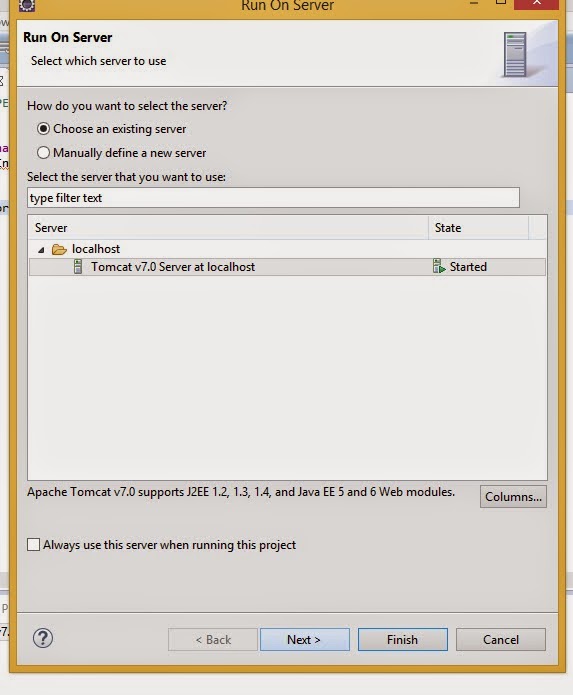 Run On Server
Run On Server
Select which server to use
How do you want to select the server?
Choose an existing server
Manually define a new server
Select the server that you want to use:
type filter text
Server State
localhost
Tomcat v7.0 Server at localhost Started
Apache Tomcat v7.0 supports J2EE 1.2, 1.3, 1.4, and Java EE 5 and 6 Web modules.
Columns...
Always use this server when running this project
? < Back Next > Finish Cancel